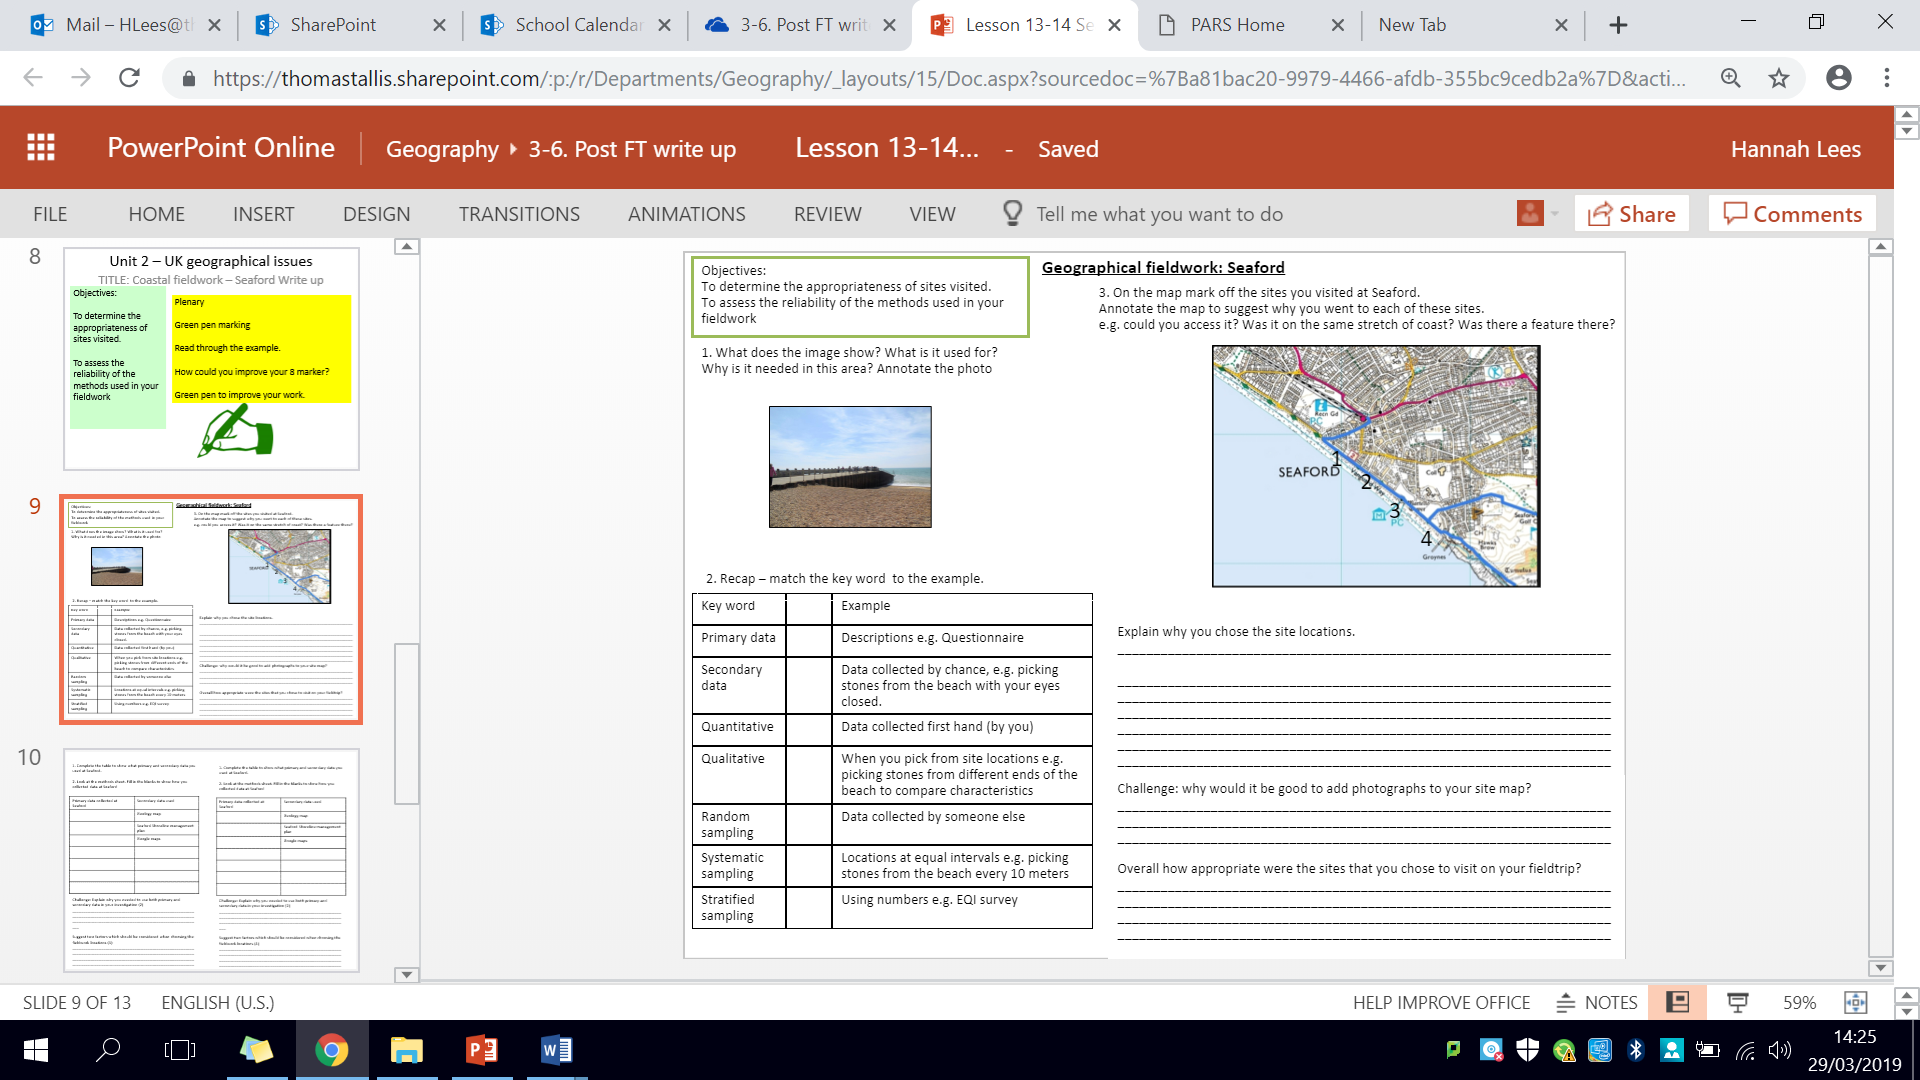 Mail – HLees@th
SharePoint
School Calendar
3-6. Post FT writ
Lesson 13-14 Se
PARS Home
New Tab
https://thomastallis.sharepoint.com/:p:/r/Departments/Geography/_layouts/15/Doc.aspx?sourcedoc=%7Ba81bac20-9979-4466-afdb-355bc9cedb2a%7D&acti...
PowerPoint Online
Geography
3-6. Post FT write up
Lesson 13-14... - Saved
Hannah Lees
FILE HOME INSERT DESIGN TRANSITIONS ANIMATIONS REVIEW VIEW
Tell me what you want to do
Share
Comments
8
Unit 2 – UK geographical issues
TITLE: Coastal fieldwork – Seaford Write up
Objectives:
To determine the
appropriateness of
sites visited.
To assess the
reliability of the
methods used in your
fieldwork
Plenary
Green pen marking
Read through the example.
How could you improve your 8 marker?
Green pen to improve your work.
9
10
Objectives:
To determine the appropriateness of sites visited.
To assess the reliability of the methods used in your
fieldwork
1. What does the image show? What is it used for?
Why is it needed in this area? Annotate the photo
2. Recap – match the key word to the example.
Key word
Example
Primary data
Descriptions e.g. Questionnaire
Secondary
data
Data collected by chance, e.g. picking
stones from the beach with your eyes
closed.
Quantitative
Data collected first hand (by you)
Qualitative
When you pick from site locations e.g.
picking stones from different ends of the
beach to compare characteristics
Random
sampling
Data collected by someone else
Systematic
sampling
Locations at equal intervals e.g. picking
stones from the beach every 10 meters
Stratified
sampling
Using numbers e.g. EQI survey
Geographical fieldwork: Seaford
3. On the map mark off the sites you visited at Seaford.
Annotate the map to suggest why you went to each of these sites.
e.g. could you access it? Was it on the same stretch of coast? Was there a feature there?
SEAFORD
1
2
3
4
PC
Groynes
Explain why you chose the site locations.
Challenge: why would it be good to add photographs to your site map?
Overall how appropriate were the sites that you chose to visit on your fieldtrip?
SLIDE 9 OF 13
ENGLISH (U.S.)
HELP IMPROVE OFFICE
NOTES
59%
14:25
29/03/2019